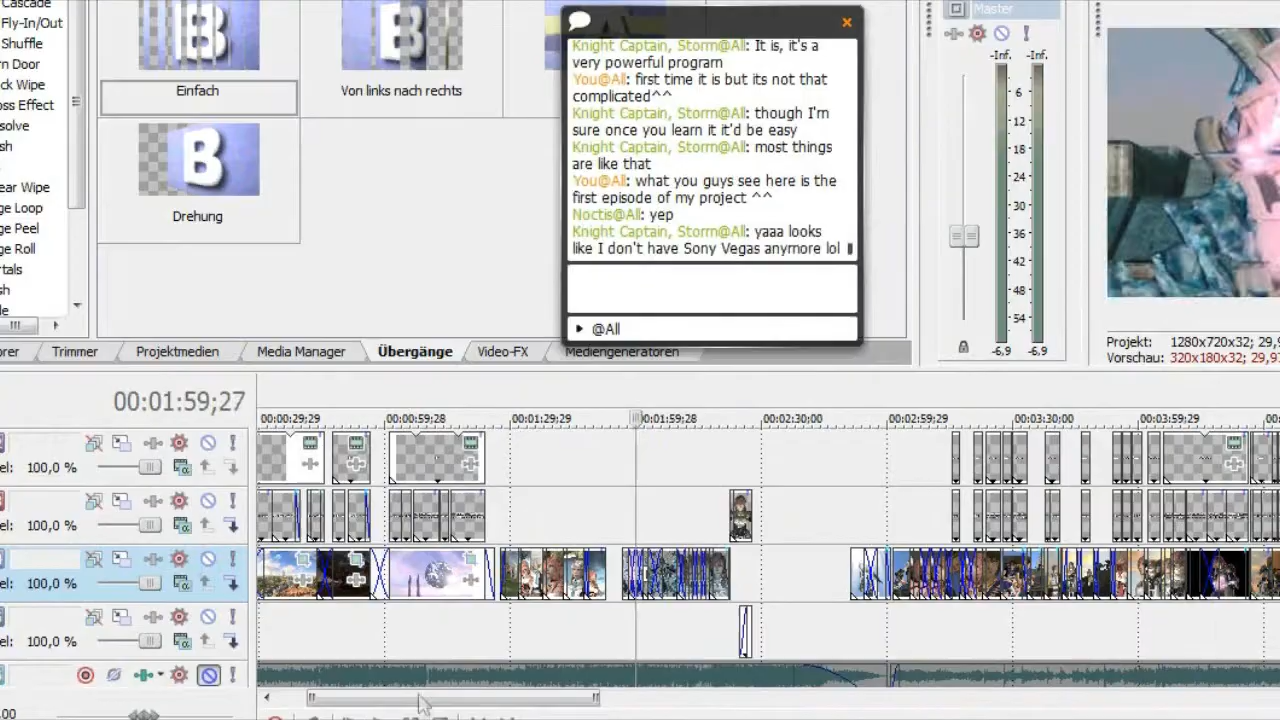 Cascade
Fly-In/Out
Shuffle
rn Door
ck Wipe
oss Effect
solve
sh
ear Wipe
ge Loop
ge Peel
ge Roll
rtals
sh
de
Einfach
Von links nach rechts
Drehung
Knight Captain, Storm@All: It is, it's a
very powerful program
You@All: first time it is but its not that
complicated^^
Knight Captain, Storm@All: though I'm
sure once you learn it it'd be easy
Knight Captain, Storm@All: most things
are like that
You@All: what you guys see here is the
first episode of my project ^^
Noctis@All: yep
Knight Captain, Storm@All: yaaa looks
like I don't have Sony Vegas anymore lol
@All
Master
-Inf. -Inf.
6
12
18
24
30
36
42
48
54
-6,9 -6,9
Projekt: 1280x720x32; 29,9
Vorschau: 320x180x32; 29,97
orer Trimmer Projektmedien Media Manager Übergänge Video-FX Mediengeneratoren
00:01:59;27
00:00:29;29 00:00:59;28 00:01:29;29 00:01:59;28 00:02:30;00 00:02:59;29 00:03:30;00 00:03:59;29 00:
el: 100,0 %
el: 100,0 %
el: 100,0 %
el: 100,0 %
,00